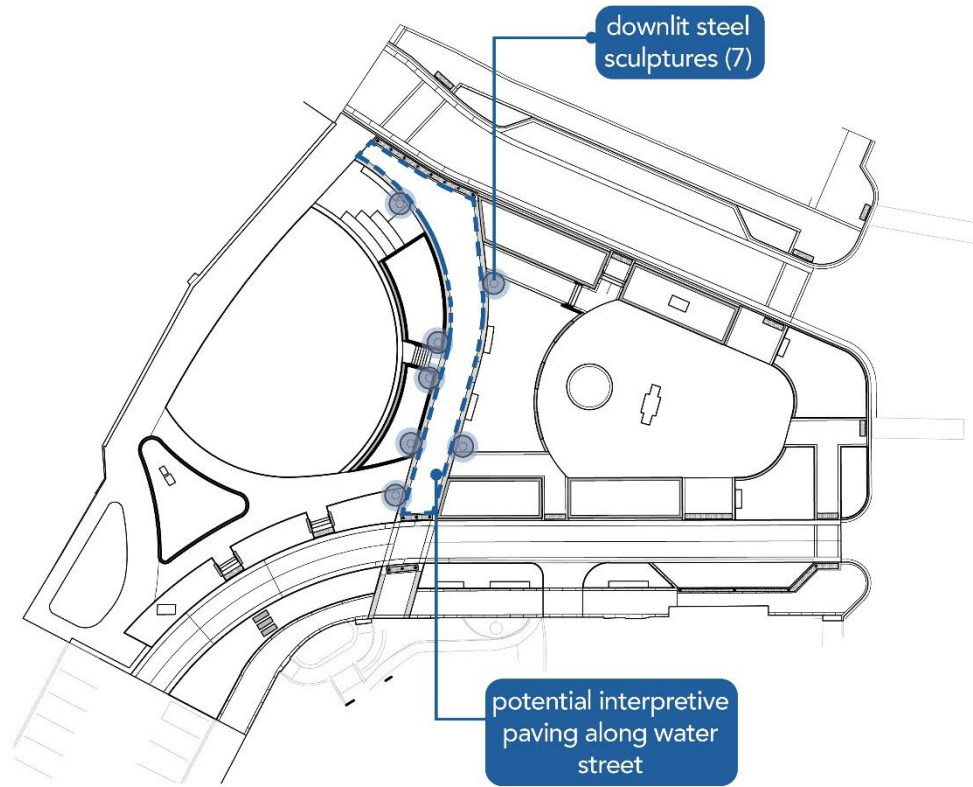 downlit steel
sculptures (7)
potential interpretive
paving along water
street